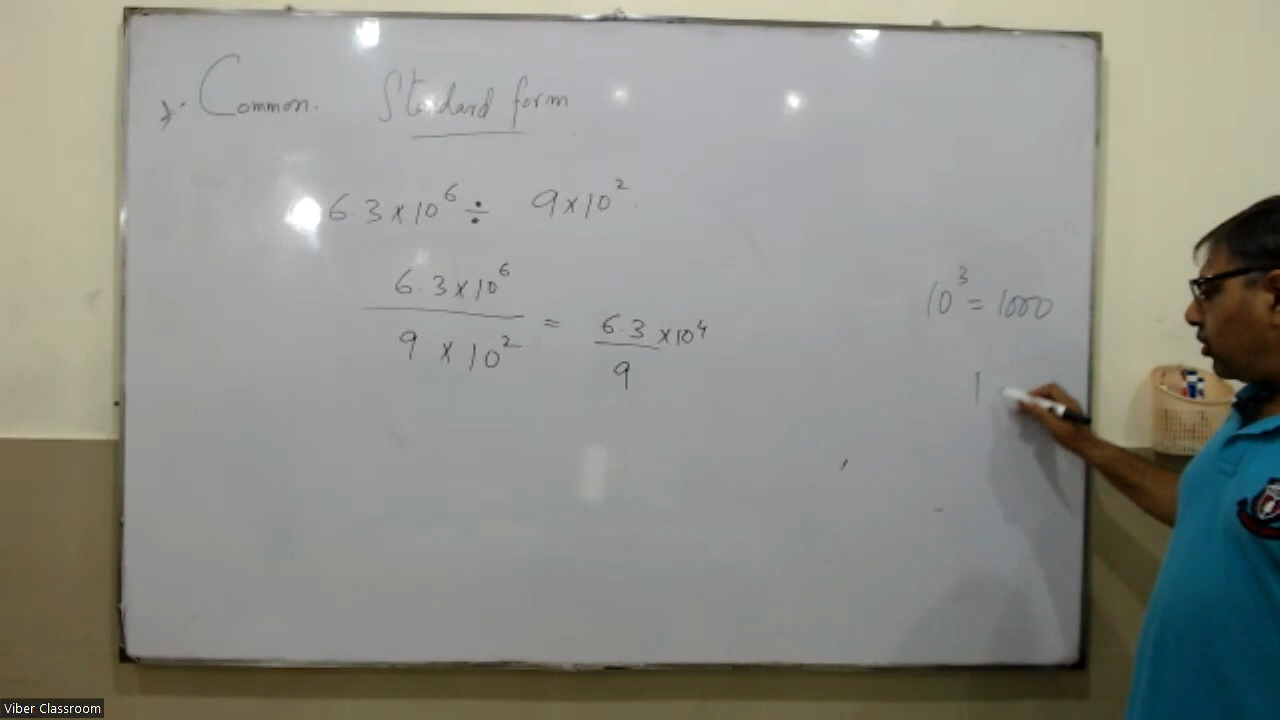 Common. Standard form
6.3 x 10⁶ ÷ 9 x 10²
6.3 x 10⁶
9 x 10²
=
6.3
9
x 10⁴
10³ = 1000
1
Viber Classroom